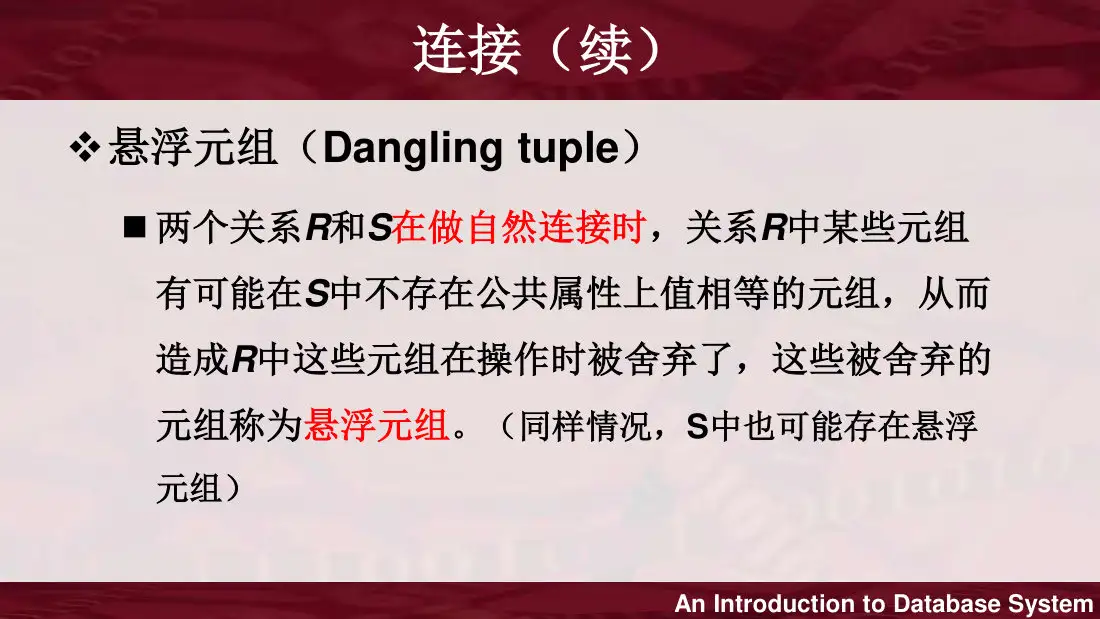 连接（续）
❖悬浮元组（Dangling tuple）
■ 两个关系R和S在做自然连接时，关系R中某些元组
有可能在S中不存在公共属性上值相等的元组，从而
造成R中这些元组在操作时被舍弃了，这些被舍弃的
元组称为悬浮元组。（同样情况，S中也可能存在悬浮
元组）
An Introduction to Database System